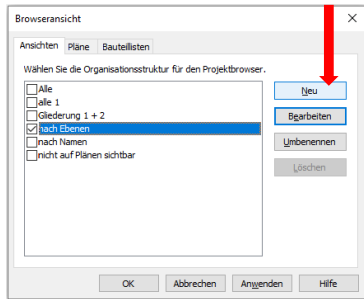 Browseransicht
Ansichten Pläne Bauteillisten
Wählen Sie die Organisationsstruktur für den Projektbrowser.
Alle
alle 1
Gliederung 1 + 2
nach Ebenen
nach Namen
nicht auf Plänen sichtbar
Neu
Bearbeiten
Umbenennen
Löschen
OK Abbrechen Anwenden Hilfe